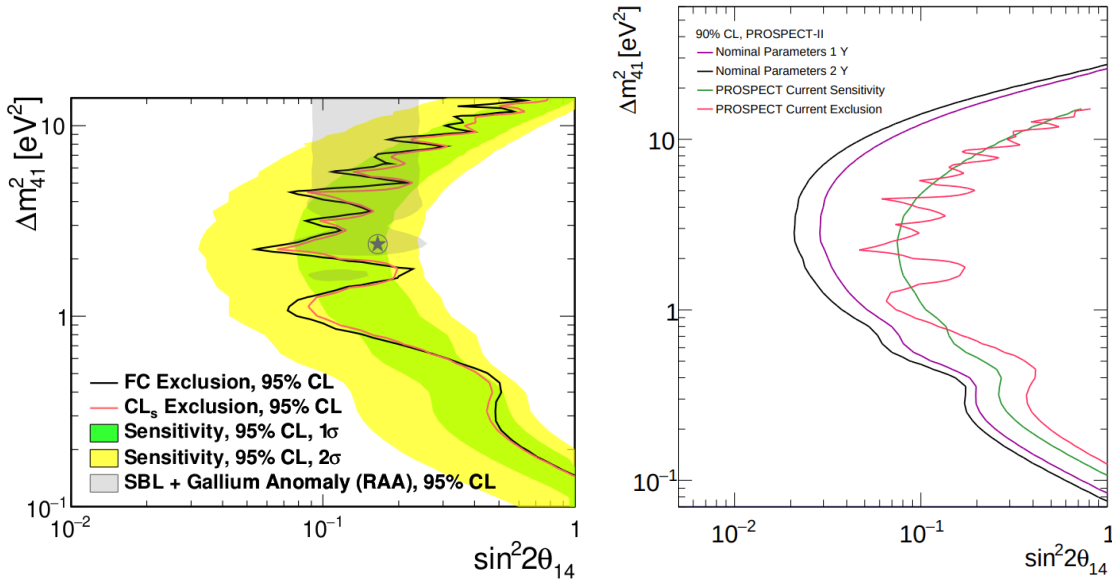 Δm²₄₁ [eV²]
10
1
10⁻¹
FC Exclusion, 95% CL
CLₛ Exclusion, 95% CL
Sensitivity, 95% CL, 1σ
Sensitivity, 95% CL, 2σ
SBL + Gallium Anomaly (RAA), 95% CL
10⁻² 10⁻¹ 1
sin²2θ₁₄
Δm²₄₁ [eV²]
90% CL, PROSPECT-II
Nominal Parameters 1 Y
Nominal Parameters 2 Y
PROSPECT Current Sensitivity
PROSPECT Current Exclusion
10
1
10⁻¹
10⁻² 10⁻¹ 1
sin²2θ₁₄